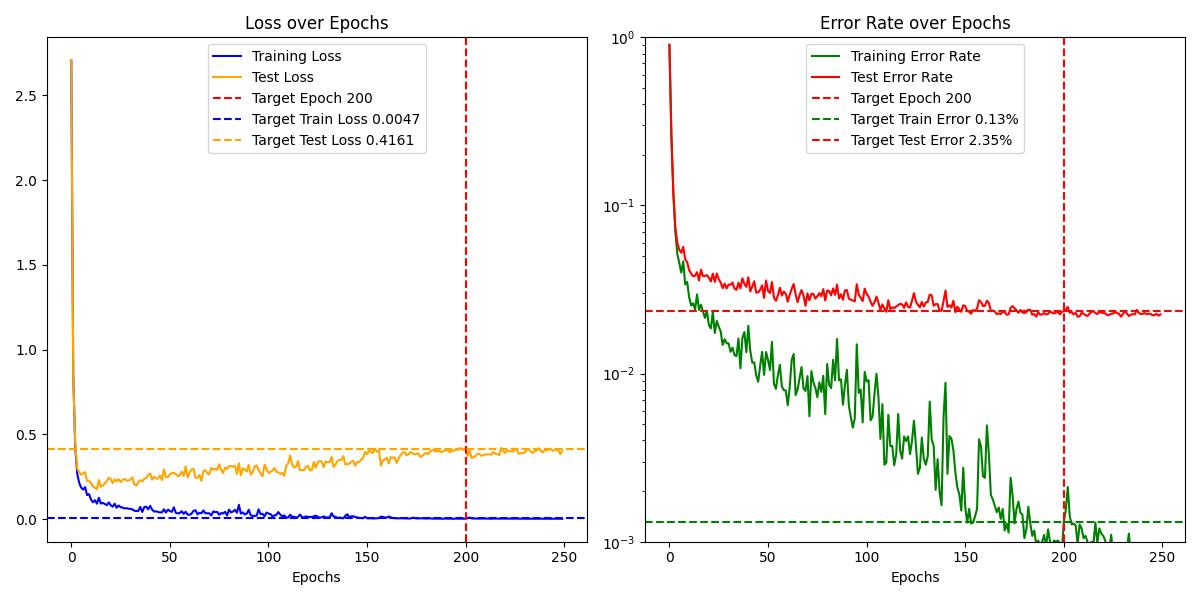 Loss over Epochs
Training Loss
Test Loss
Target Epoch 200
Target Train Loss 0.0047
Target Test Loss 0.4161
2.5
2.0
1.5
1.0
0.5
0.0
0 50 100 150 200 250
Epochs
Error Rate over Epochs
Training Error Rate
Test Error Rate
Target Epoch 200
Target Train Error 0.13%
Target Test Error 2.35%
10⁰
10⁻¹
10⁻²
10⁻³
0 50 100 150 200 250
Epochs